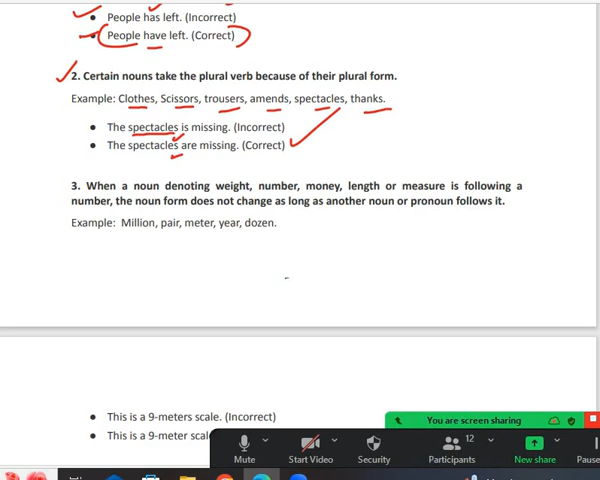 People has left. (Incorrect)
People have left. (Correct)
2. Certain nouns take the plural verb because of their plural form.
Example: Clothes, Scissors, trousers, amends, spectacles, thanks.
The spectacles is missing. (Incorrect)
The spectacles are missing. (Correct)
3. When a noun denoting weight, number, money, length or measure is following a
number, the noun form does not change as long as another noun or pronoun follows it.
Example: Million, pair, meter, year, dozen.
This is a 9-meters scale. (Incorrect)
This is a 9-meter scal
You are screen sharing
12
Mute
Start Video
Security
Participants
New share
Pause